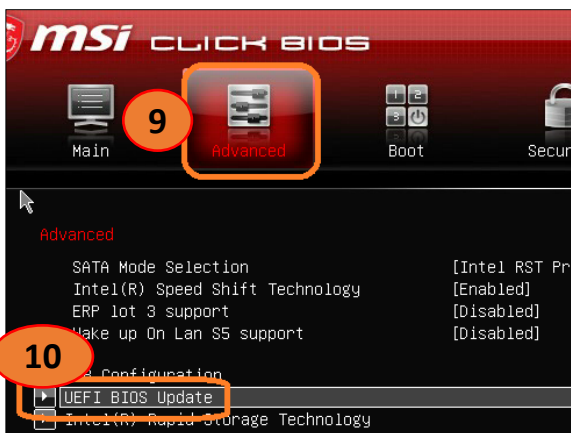 msi CLICK BIOS
9
1 2
3
Main Advanced Boot Secur
Advanced
SATA Mode Selection [Intel RST Pr
Intel(R) Speed Shift Technology [Enabled]
ERP lot 3 support [Disabled]
Wake up On Lan S5 support [Disabled]
10
Configuration
UEFI BIOS Update
Intel(R) Rapid Storage Technology